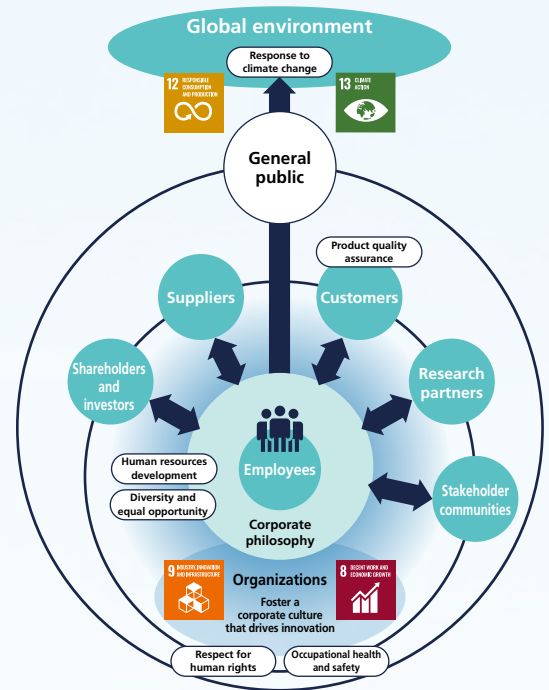 Global environment
Response to
climate change
12 RESPONSIBLE
CONSUMPTION
AND PRODUCTION
13 CLIMATE
ACTION
General
public
Product quality
assurance
Suppliers
Customers
Shareholders
and
investors
Research
partners
Employees
Human resources
development
Diversity and
equal opportunity
Stakeholder
communities
Corporate
philosophy
9 INDUSTRY, INNOVATION
AND INFRASTRUCTURE
8 DECENT WORK AND
ECONOMIC GROWTH
Organizations
Foster a
corporate culture
that drives innovation
Respect for
human rights
Occupational health
and safety